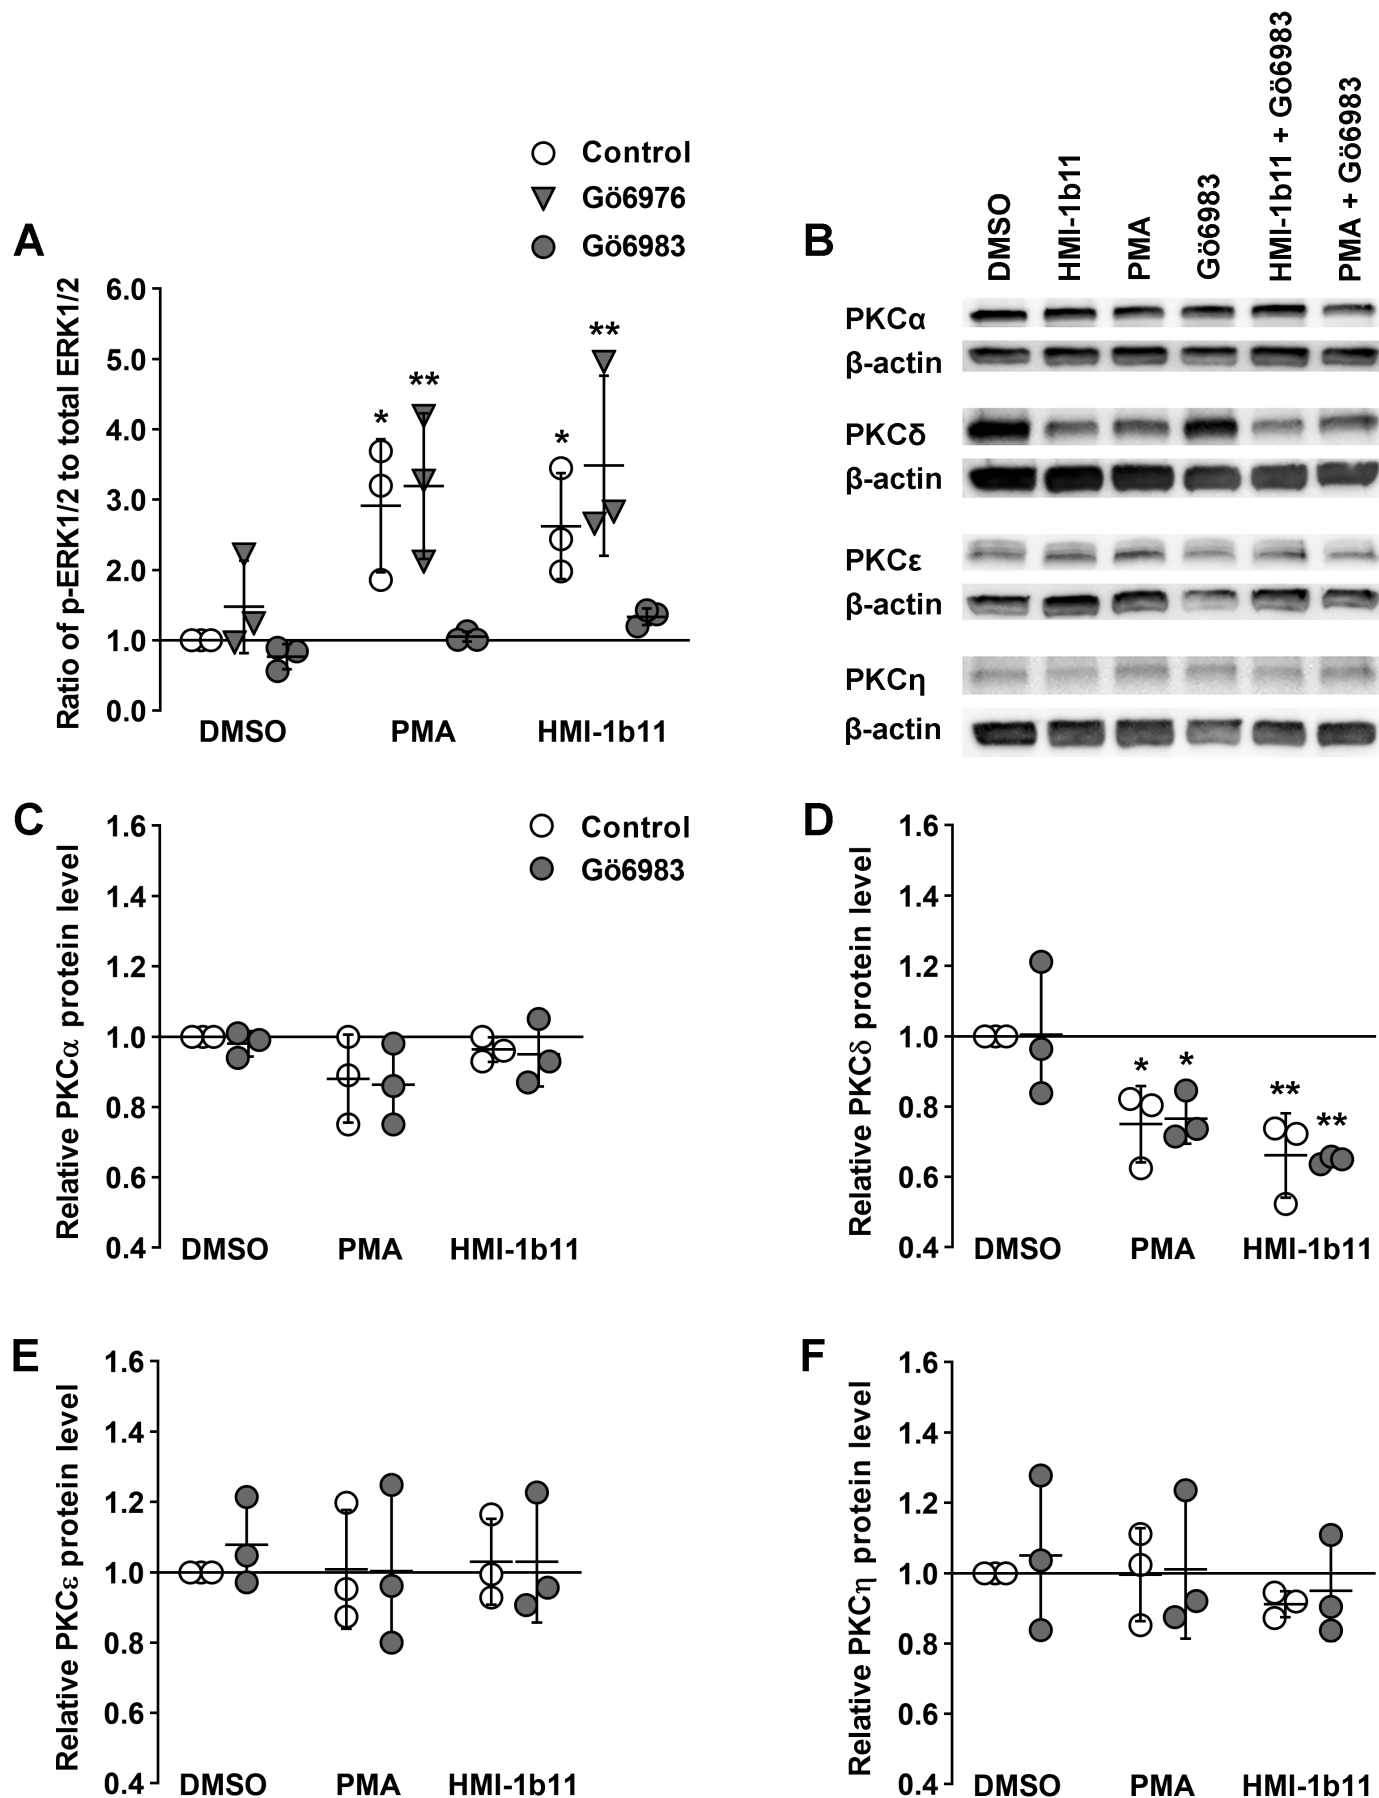 Control
Gö6976
Gö6983
A
Ratio of p-ERK1/2 to total ERK1/2
6.0
5.0
4.0
3.0
2.0
1.0
0.0
*
**
*
**
DMSO
PMA
HMI-1b11
B
DMSO
HMI-1b11
PMA
Gö6983
HMI-1b11 + Gö6983
PMA + Gö6983
PKCα
β-actin
PKCδ
β-actin
PKCε
β-actin
PKCη
β-actin
C
Control
Gö6983
Relative PKCα protein level
1.6
1.4
1.2
1.0
0.8
0.6
0.4
DMSO
PMA
HMI-1b11
D
Relative PKCδ protein level
1.6
1.4
1.2
1.0
0.8
0.6
0.4
*
*
**
**
DMSO
PMA
HMI-1b11
E
Relative PKCε protein level
1.6
1.4
1.2
1.0
0.8
0.6
0.4
DMSO
PMA
HMI-1b11
F
Relative PKCη protein level
1.6
1.4
1.2
1.0
0.8
0.6
0.4
DMSO
PMA
HMI-1b11